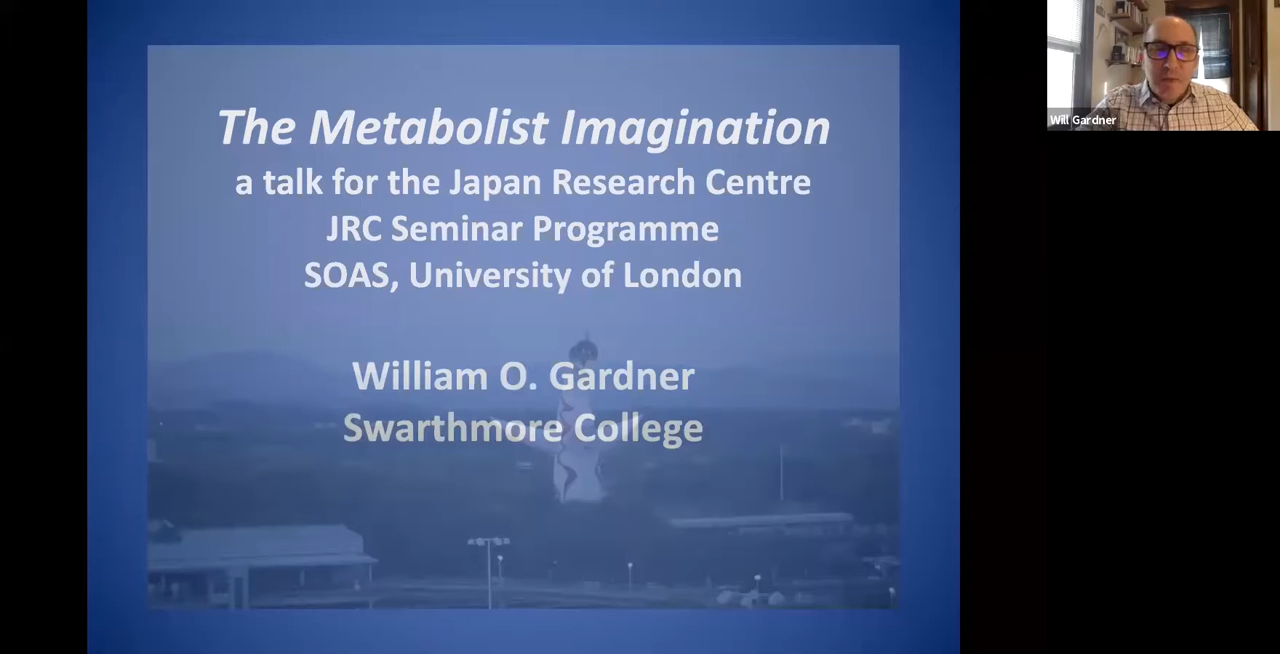 The Metabolist Imagination
a talk for the Japan Research Centre
JRC Seminar Programme
SOAS, University of London
William O. Gardner
Swarthmore College
Will Gardner